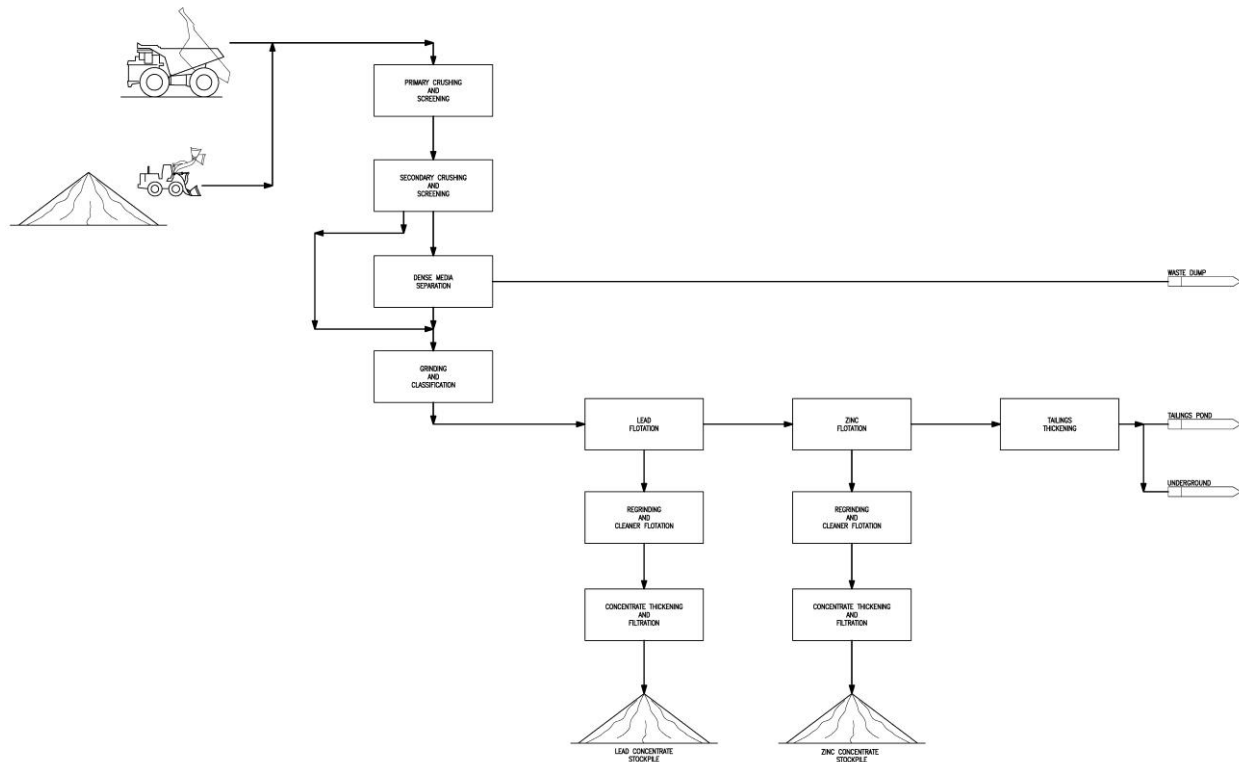 PRIMARY CRUSHING
AND
SCREENING
SECONDARY CRUSHING
AND
SCREENING
DENSE MEDIA
SEPARATION
WASTE DUMP
GRINDING
AND
CLASSIFICATION
LEAD
FLOTATION
ZINC
FLOTATION
TAILINGS
THICKENING
TAILINGS POND
UNDERGROUND
REGRINDING
AND
CLEANER FLOTATION
REGRINDING
AND
CLEANER FLOTATION
CONCENTRATE THICKENING
AND
FILTRATION
CONCENTRATE THICKENING
AND
FILTRATION
LEAD CONCENTRATE
STOCKPILE
ZINC CONCENTRATE
STOCKPILE